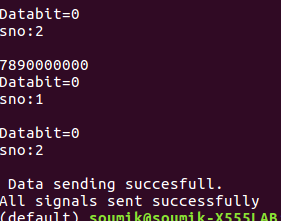 Databit=0
sno:2
7890000000
Databit=0
sno:1
Databit=0
sno:2
Data sending succesfull.
All signals sent successfully
(default) soumik@soumik-X555LAB